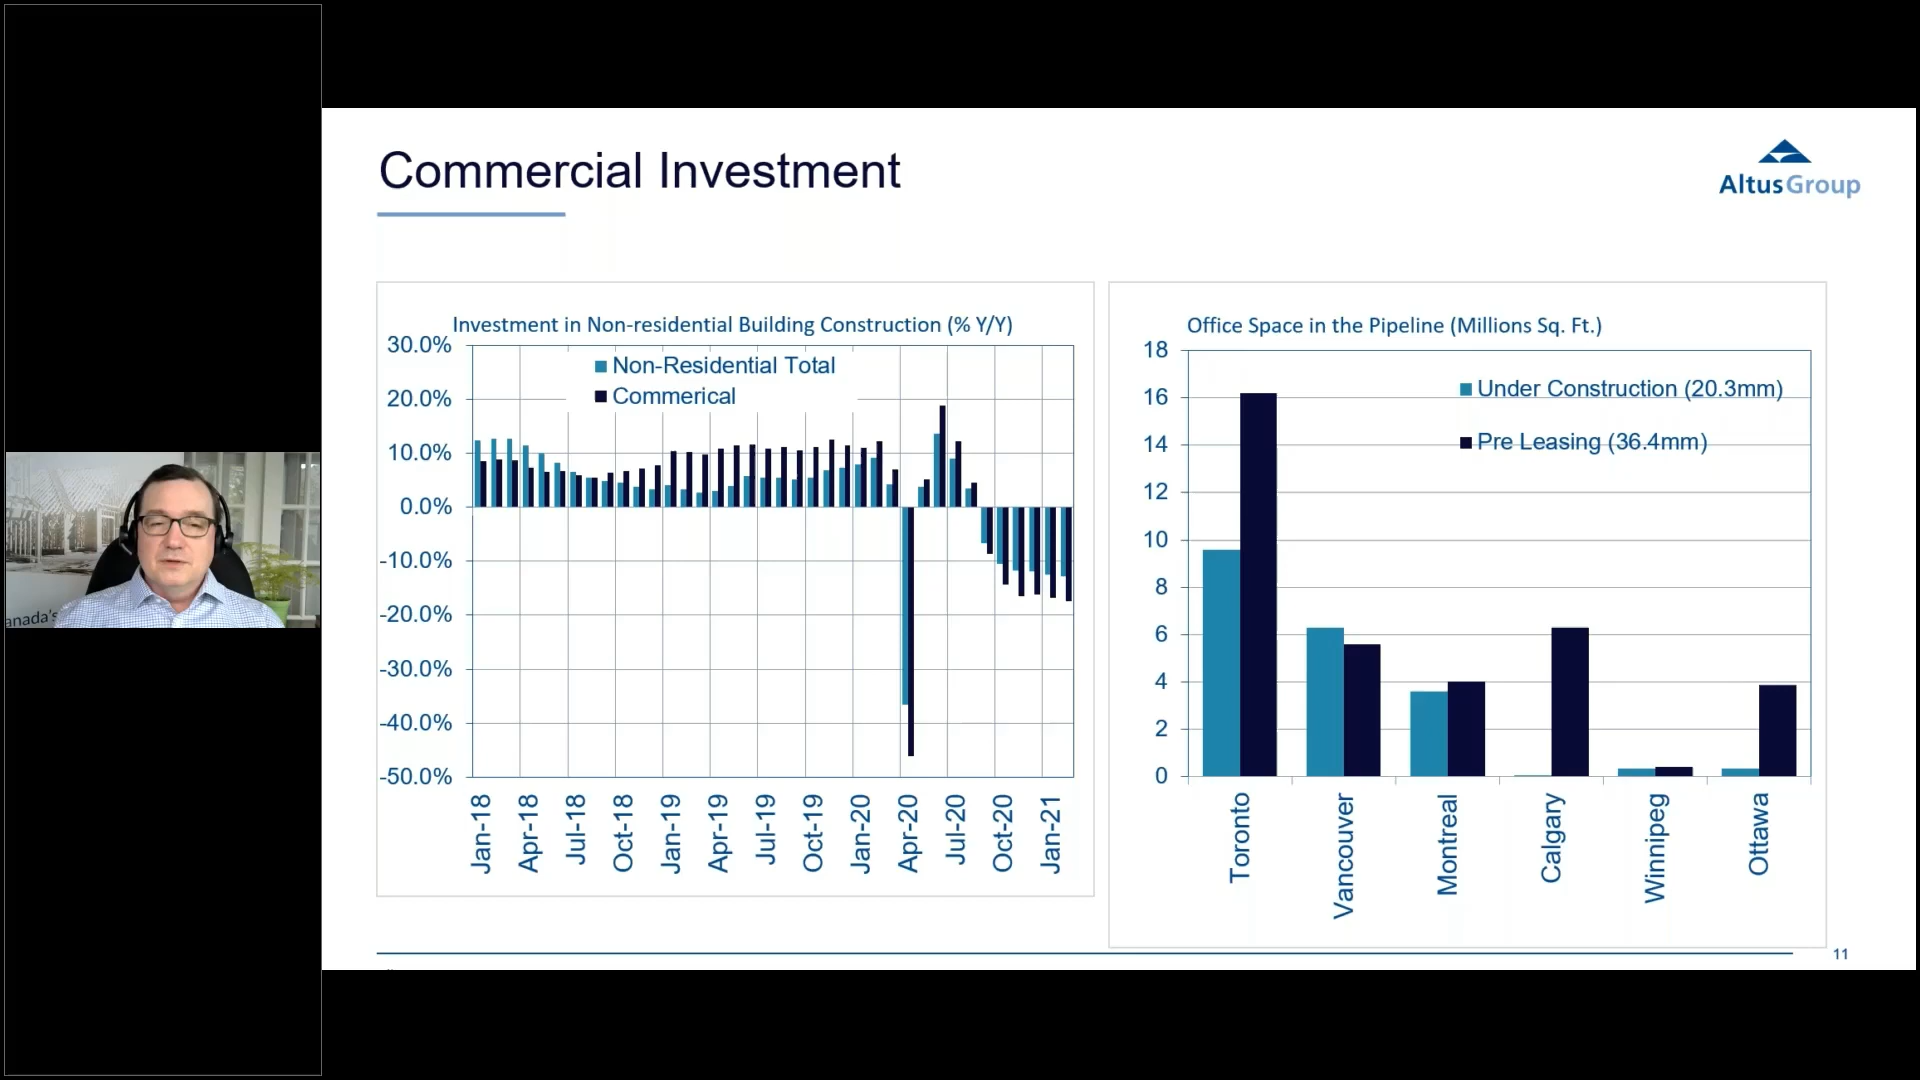 Commercial Investment
AltusGroup
Investment in Non-residential Building Construction (% Y/Y)
30.0%
20.0%
10.0%
0.0%
-10.0%
-20.0%
-30.0%
-40.0%
-50.0%
Non-Residential Total
Commerical
Jan-18
Apr-18
Jul-18
Oct-18
Jan-19
Apr-19
Jul-19
Oct-19
Jan-20
Apr-20
Jul-20
Oct-20
Jan-21
Office Space in the Pipeline (Millions Sq. Ft.)
18
16
14
12
10
8
6
4
2
0
Under Construction (20.3mm)
Pre Leasing (36.4mm)
Toronto
Vancouver
Montreal
Calgary
Winnipeg
Ottawa
anada's
11